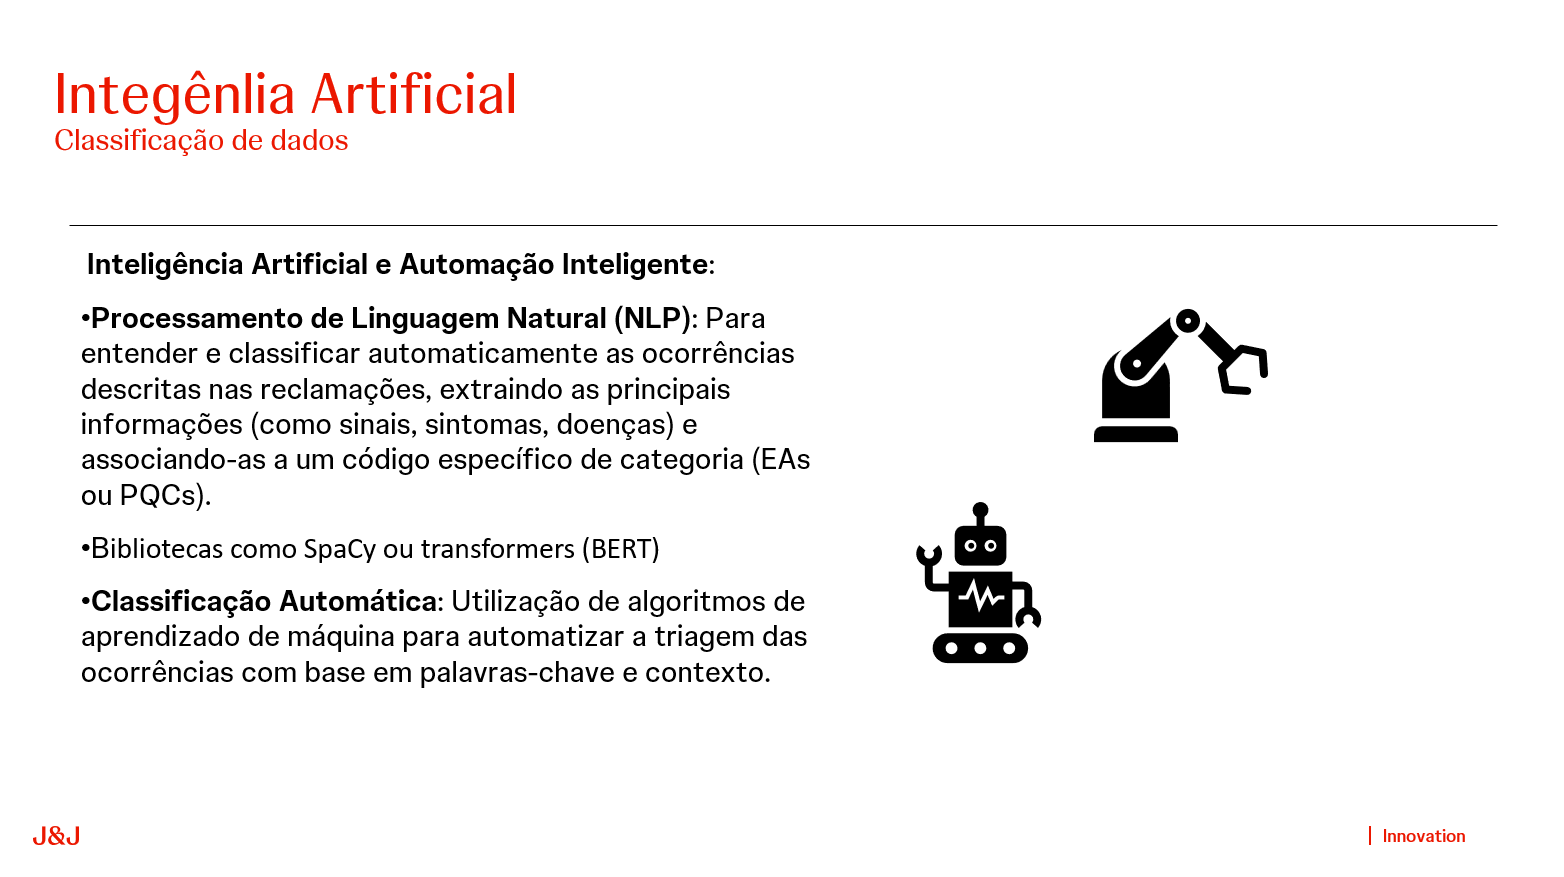 Integênlia Artificial
Classificação de dados
Inteligência Artificial e Automação Inteligente:
•Processamento de Linguagem Natural (NLP): Para
entender e classificar automaticamente as ocorrências
descritas nas reclamações, extraindo as principais
informações (como sinais, sintomas, doenças) e
associando-as a um código específico de categoria (EAs
ou PQCs).
•Bibliotecas como SpaCy ou transformers (BERT)
•Classificação Automática: Utilização de algoritmos de
aprendizado de máquina para automatizar a triagem das
ocorrências com base em palavras-chave e contexto.
J&J
Innovation